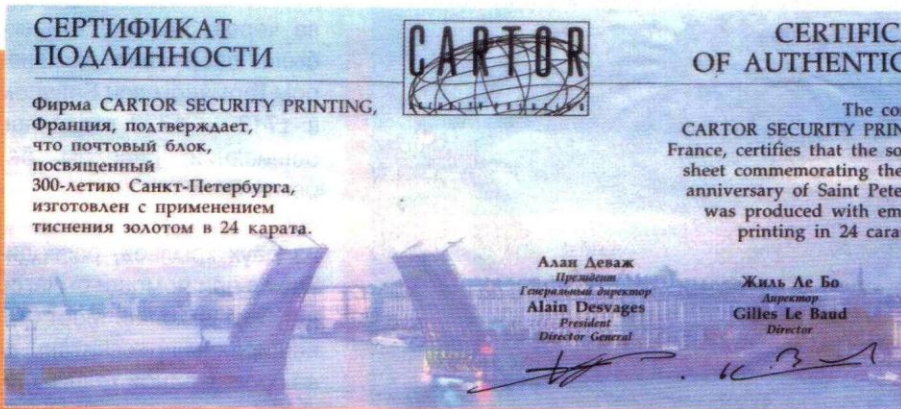 СЕРТИФИКАТ
ПОДЛИННОСТИ
Фирма CARTOR SECURITY PRINTING,
Франция, подтверждает,
что почтовый блок,
посвященный
300-летию Санкт-Петербурга,
изготовлен с применением
тиснения золотом в 24 карата.
CARTOR
SECURITY PRINTING
CERTIFIC
OF AUTHENTIC
The co
CARTOR SECURITY PRIN
France, certifies that the so
sheet commemorating the
anniversary of Saint Pete
was produced with em
printing in 24 cara
Алан Деваж
Президент
Генеральный директор
Alain Desvages
President
Director General
Жиль Ле Бо
Директор
Gilles Le Baud
Director